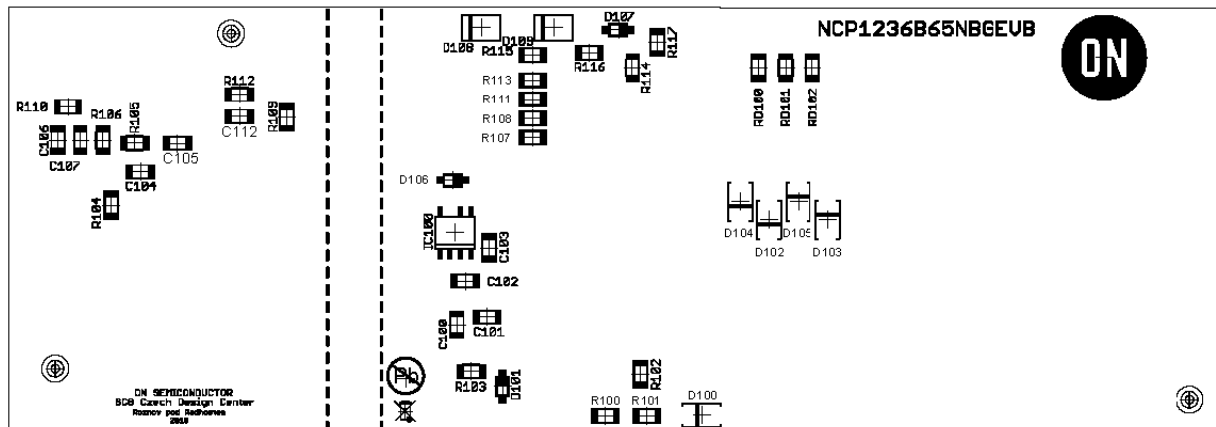 NCP1236B65NBGEVB
ON
D107
D108
D109
R115
R116
R117
R114
R113
R111
R108
R107
RD100
RD101
RD102
R112
R110
R106
R105
R109
C106
C107
C112
C105
C104
R104
D106
IC100
C103
C102
C100
C101
R103
D101
R102
R100
R101
D100
D104
D102
D105
D103
Pb
ON SEMICONDUCTOR
SCG Czech Design Center
Roznov pod Radhostem
2010